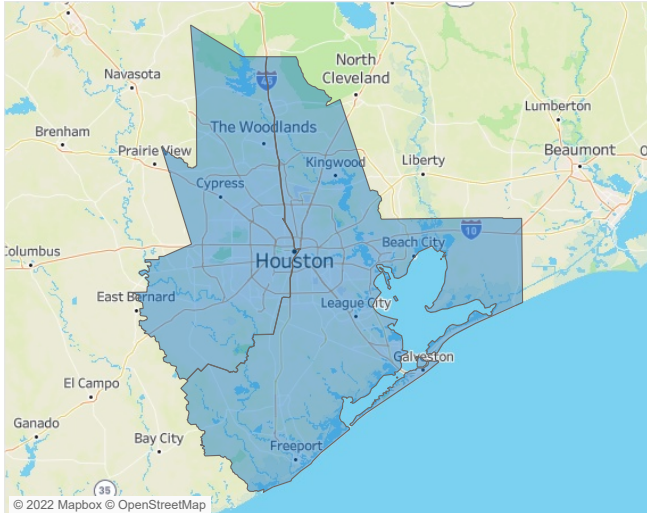 North
Cleveland
Navasota
45
Lumberton
Brenham
The Woodlands
Beaumont
Prairie View
Kingwood
Liberty
Cypress
10
Columbus
Beach City
Houston
East Bernard
League City
Galveston
El Campo
Ganado
Bay City
Freeport
35
© 2022 Mapbox © OpenStreetMap